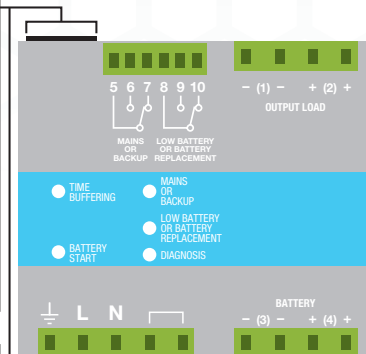 5 6 7 8 9 10
− (1) − + (2) +
OUTPUT LOAD
MAINS
OR
BACKUP
LOW BATTERY
OR BATTERY
REPLACEMENT
TIME
BUFFERING
MAINS
OR
BACKUP
LOW BATTERY
OR BATTERY
REPLACEMENT
BATTERY
START
DIAGNOSIS
L N
BATTERY
− (3) − + (4) +